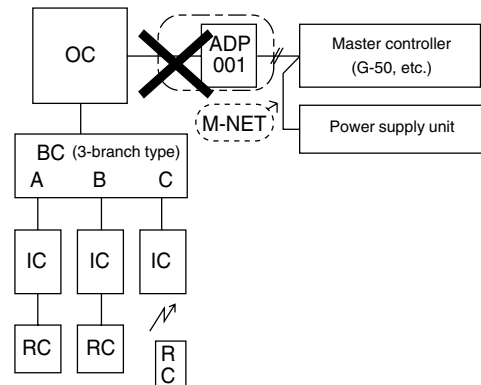 OC
ADP
001
Master controller
(G-50, etc.)
M-NET
Power supply unit
BC (3-branch type)
A B C
IC IC IC
RC RC
R
C